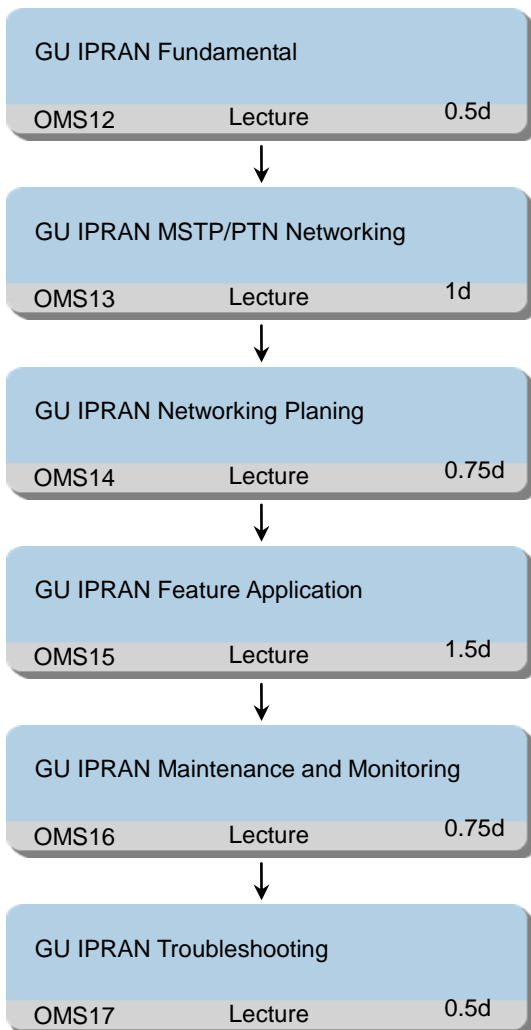 GU IPRAN Fundamental
OMS12 Lecture 0.5d
GU IPRAN MSTP/PTN Networking
OMS13 Lecture 1d
GU IPRAN Networking Planing
OMS14 Lecture 0.75d
GU IPRAN Feature Application
OMS15 Lecture 1.5d
GU IPRAN Maintenance and Monitoring
OMS16 Lecture 0.75d
GU IPRAN Troubleshooting
OMS17 Lecture 0.5d